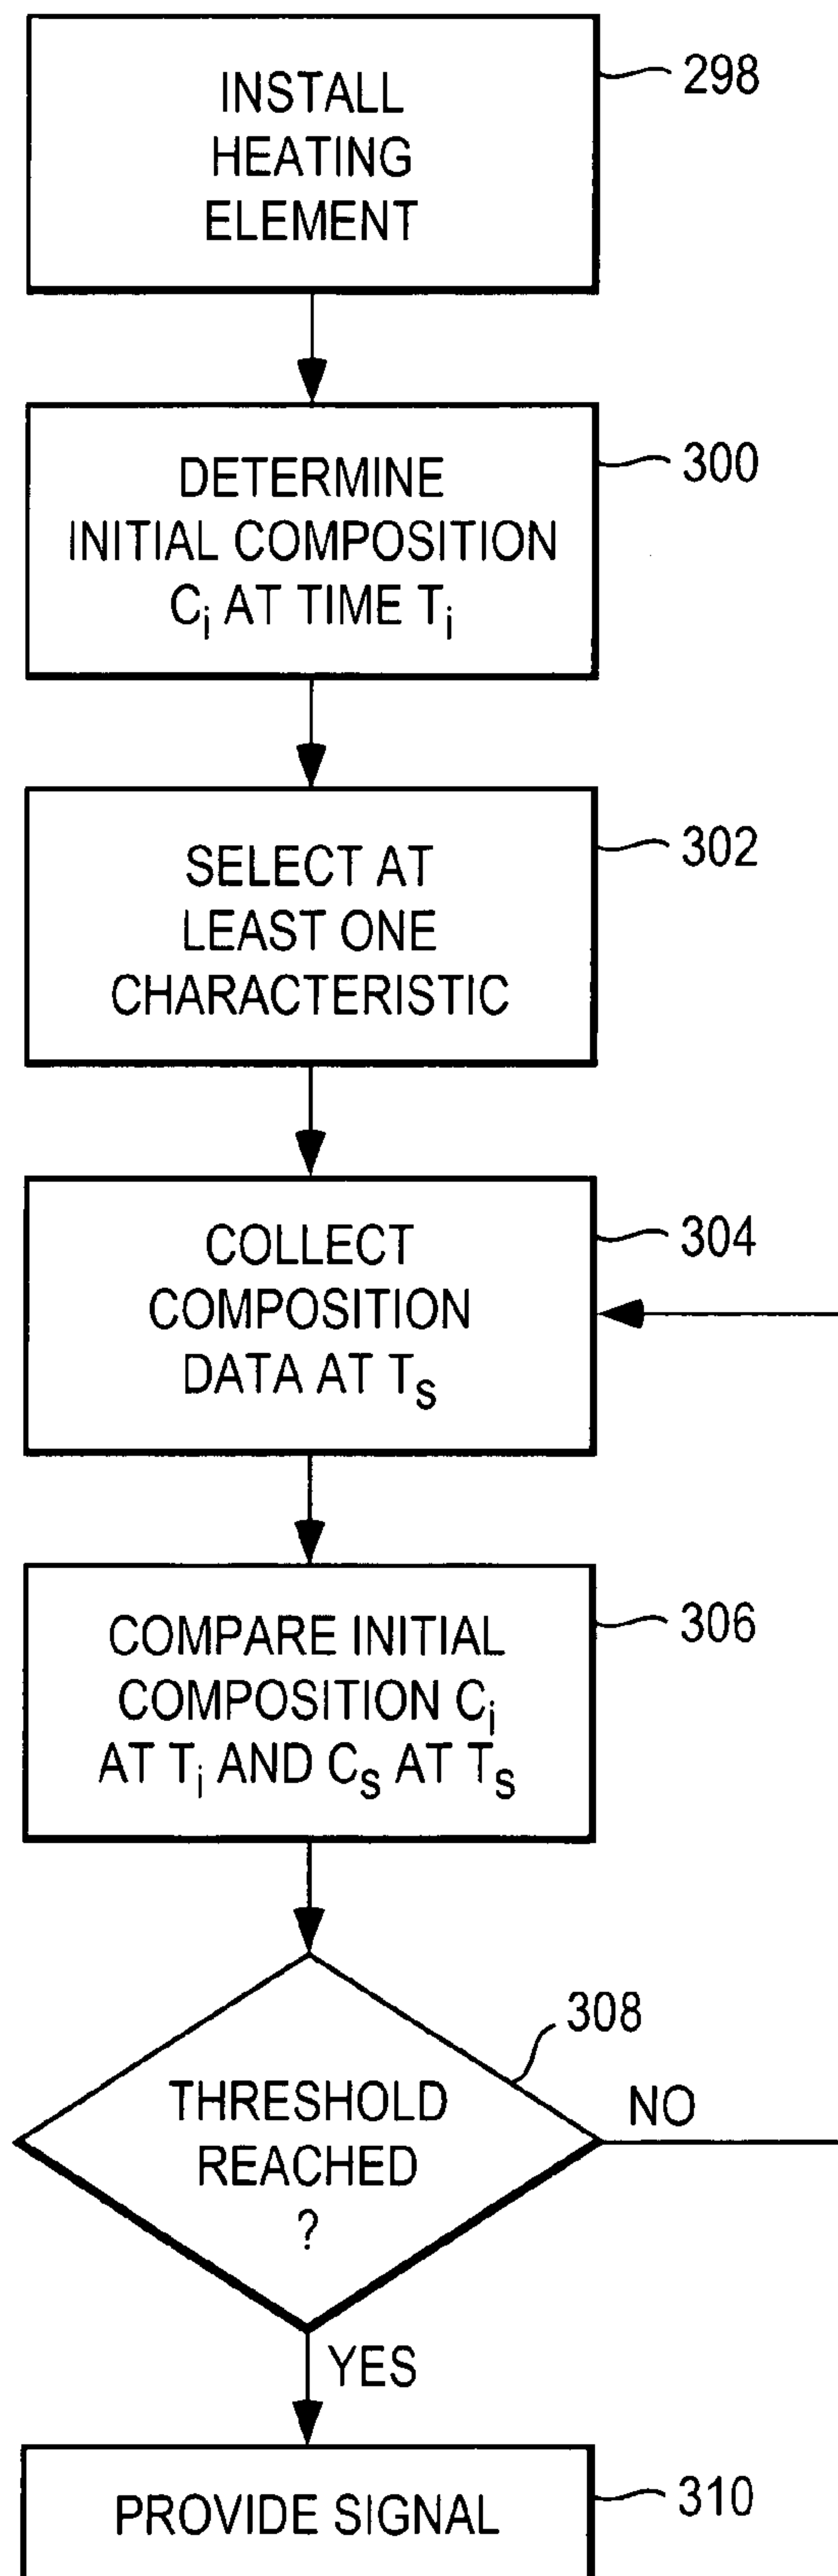 INSTALL
HEATING
ELEMENT
298
DETERMINE
INITIAL COMPOSITION
Ci AT TIME Ti
300
SELECT AT
LEAST ONE
CHARACTERISTIC
302
COLLECT
COMPOSITION
DATA AT Ts
304
COMPARE INITIAL
COMPOSITION Ci
AT Ti AND Cs AT Ts
306
THRESHOLD
REACHED
?
308
NO
YES
PROVIDE SIGNAL
310